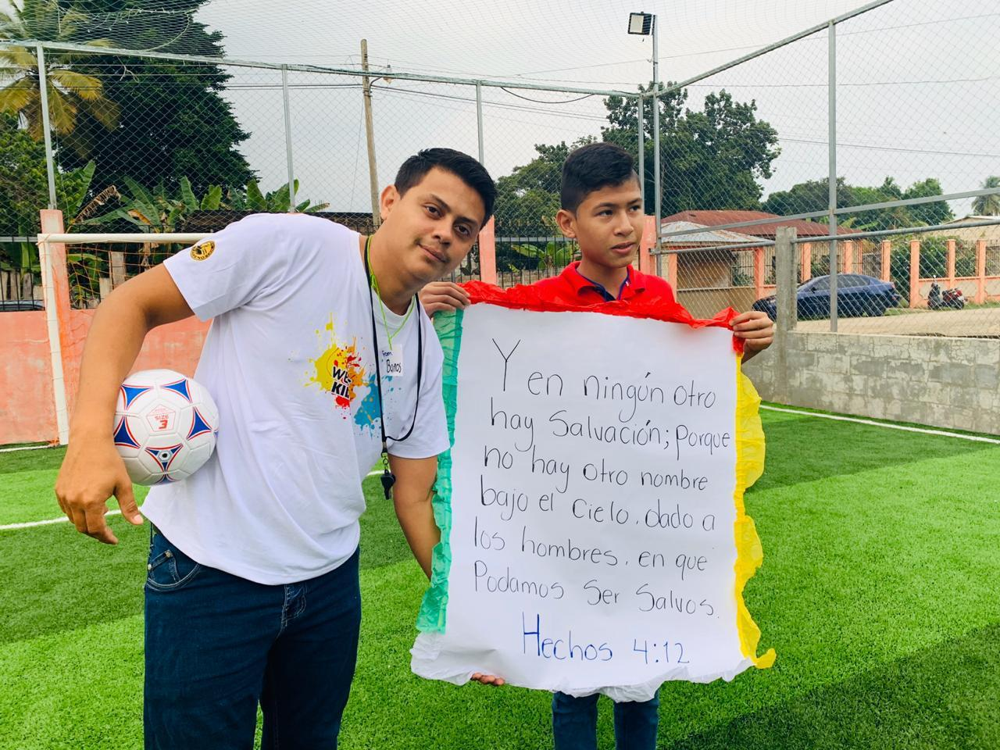 Y en ningún otro
hay Salvación; porque
no hay otro nombre
bajo el Cielo. dado a
los hombres. en que
Podamos Ser Salvos.
Hechos 4:12
SIZE